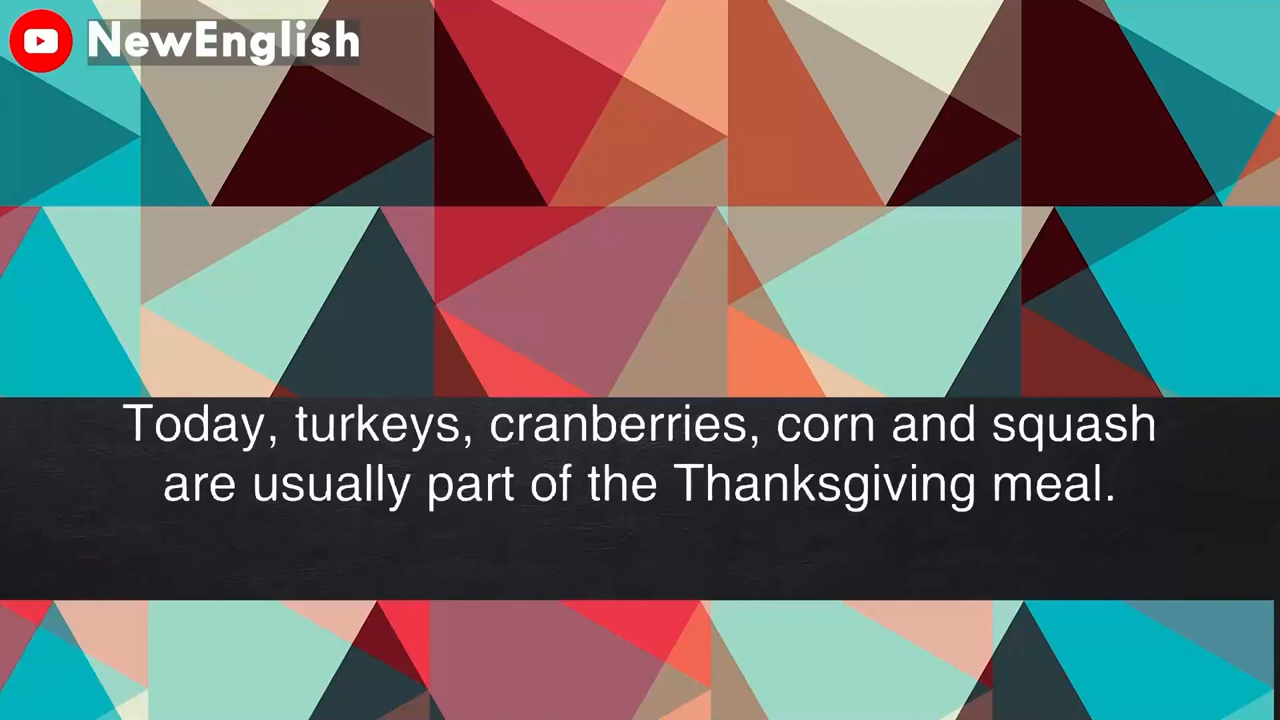 NewEnglish
Today, turkeys, cranberries, corn and squash
are usually part of the Thanksgiving meal.